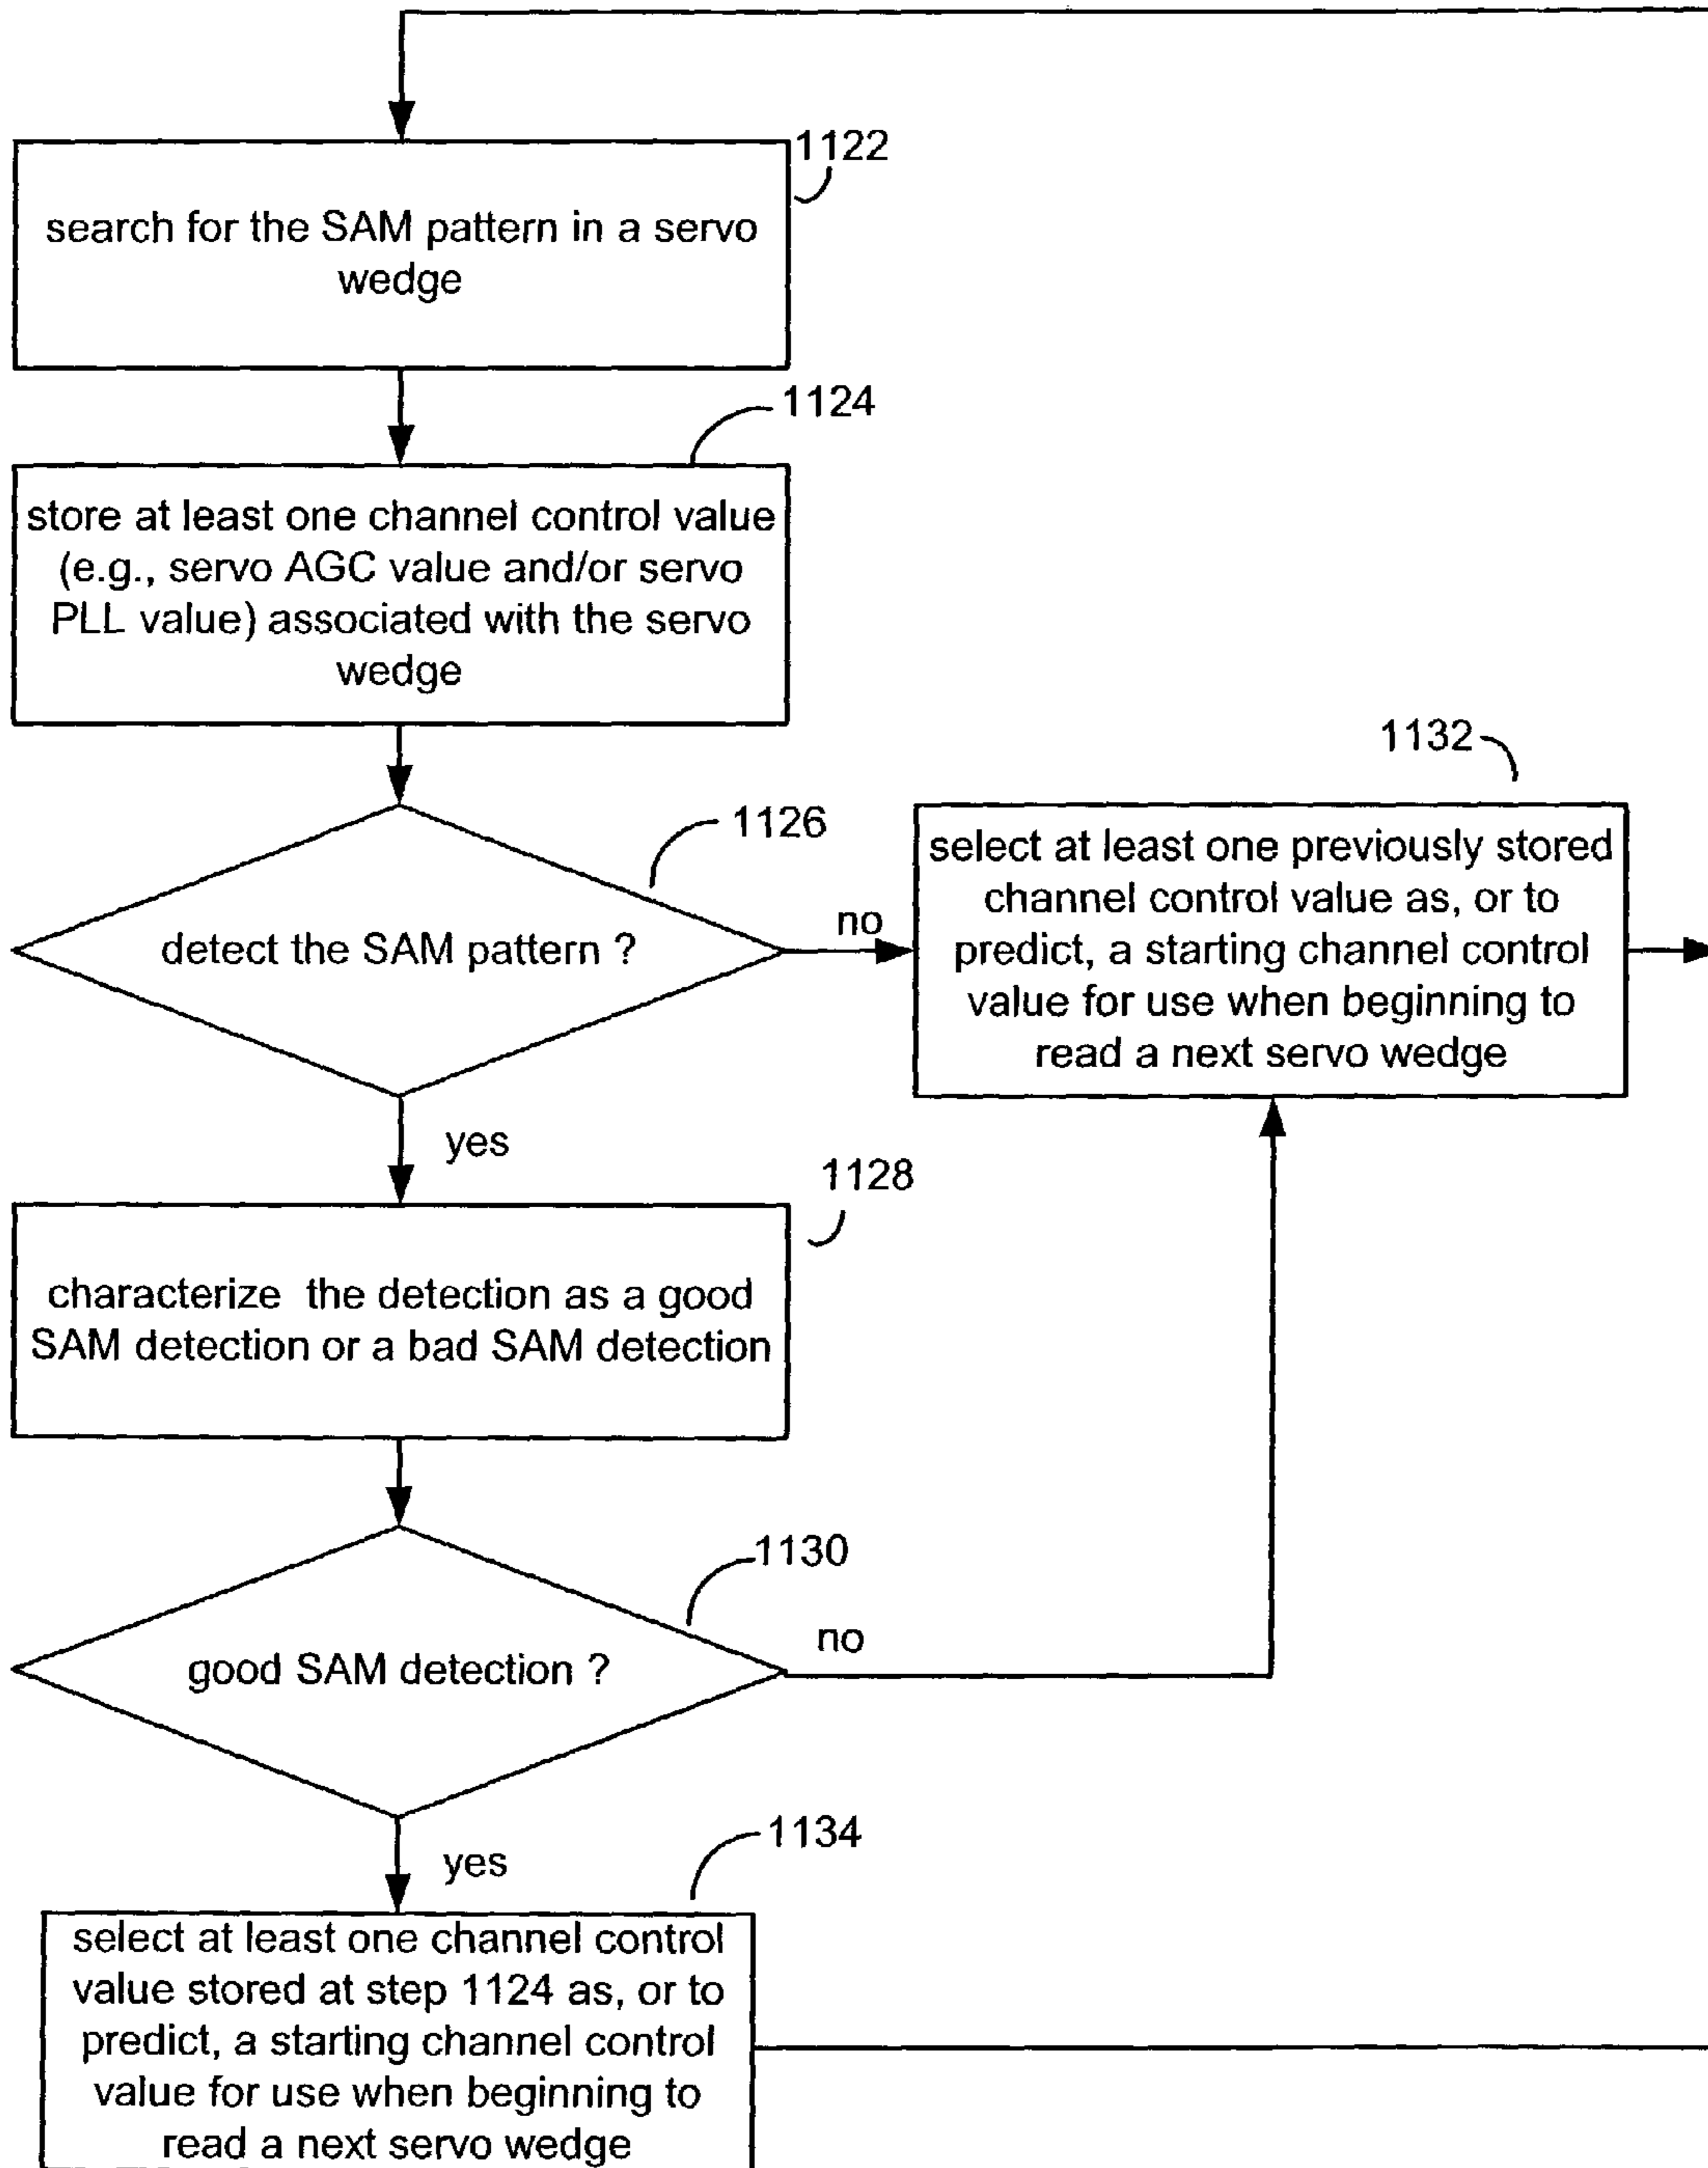 1122
search for the SAM pattern in a servo
wedge
1124
store at least one channel control value
(e.g., servo AGC value and/or servo
PLL value) associated with the servo
wedge
1126
detect the SAM pattern ?
no
1132
select at least one previously stored
channel control value as, or to
predict, a starting channel control
value for use when beginning to
read a next servo wedge
yes
1128
characterize the detection as a good
SAM detection or a bad SAM detection
1130
good SAM detection ?
no
yes
1134
select at least one channel control
value stored at step 1124 as, or to
predict, a starting channel control
value for use when beginning to
read a next servo wedge